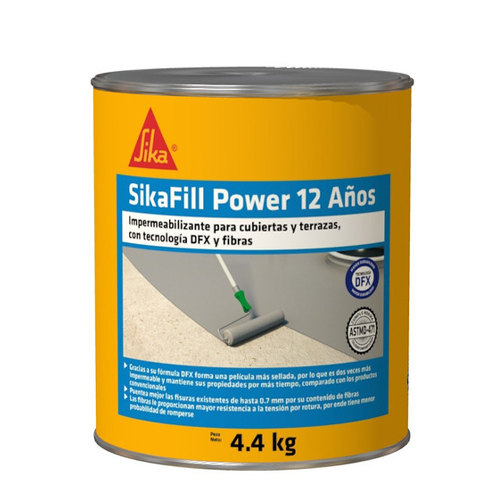 Sika®
SikaFill Power 12 Años
Impermeabilizante para cubiertas y terrazas,
con tecnología DFX y fibras
TECNOLOGÍA
DFX
ASTMD-471
Gracias a su fórmula DFX forma una película más sellada, por lo que es dos veces más
impermeable y mantiene sus propiedades por más tiempo, comparado con los productos
convencionales
Puentea mejor las fisuras existentes de hasta 0.7 mm por su contenido de fibras
Las fibras le proporcionan mayor resistencia a la tensión por rotura, por ende tiene menor
probabilidad de romperse
Peso
Neto: 4.4 kg